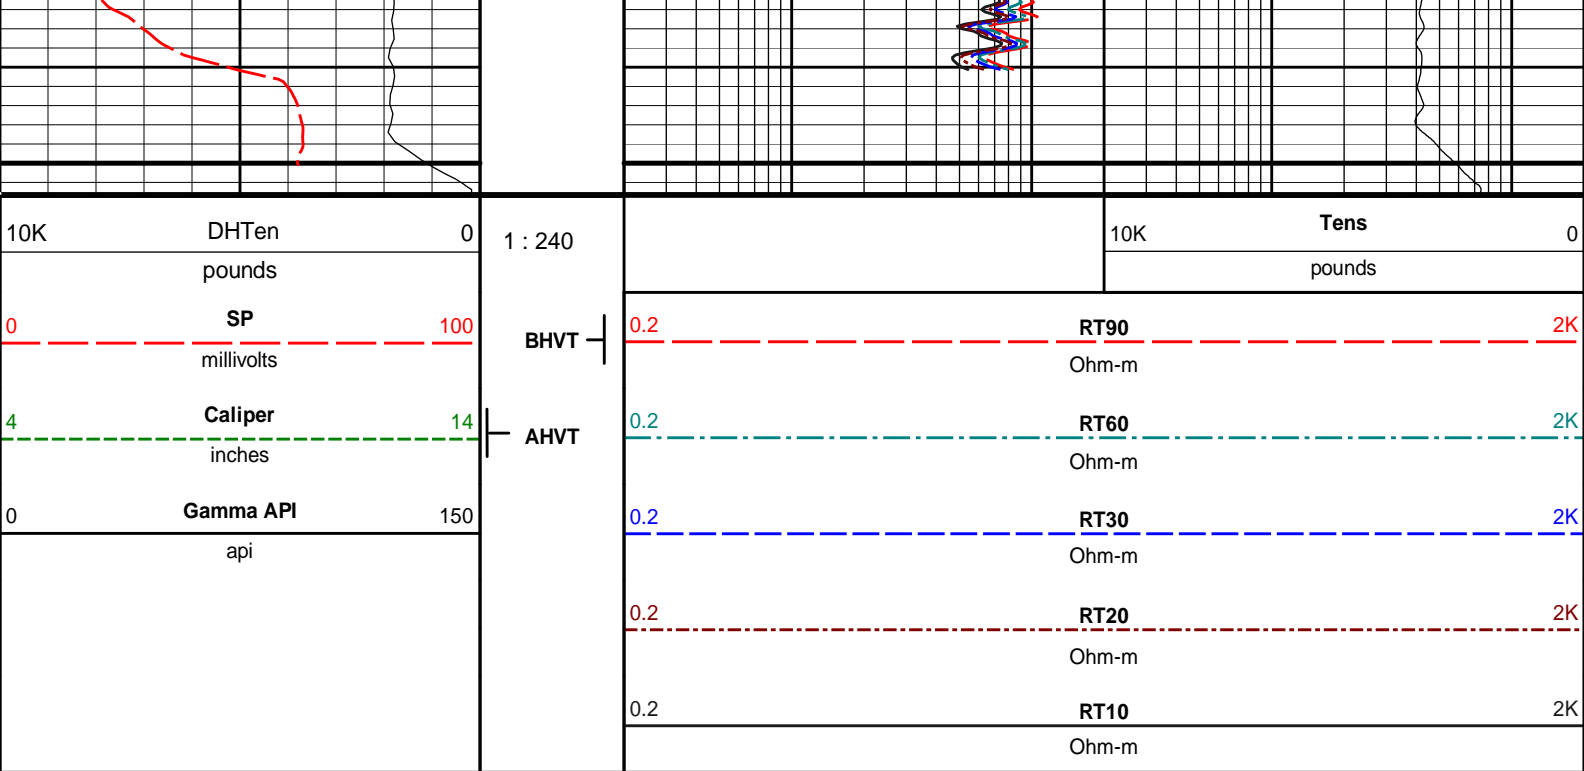 DHTen
10K 0
pounds
SP
0 100
millivolts
Caliper
4 14
inches
Gamma API
0 150
api
1 : 240
BHVT
AHVT
Tens
10K 0
pounds
0.2 RT90 2K
Ohm-m
0.2 RT60 2K
Ohm-m
0.2 RT30 2K
Ohm-m
0.2 RT20 2K
Ohm-m
0.2 RT10 2K
Ohm-m